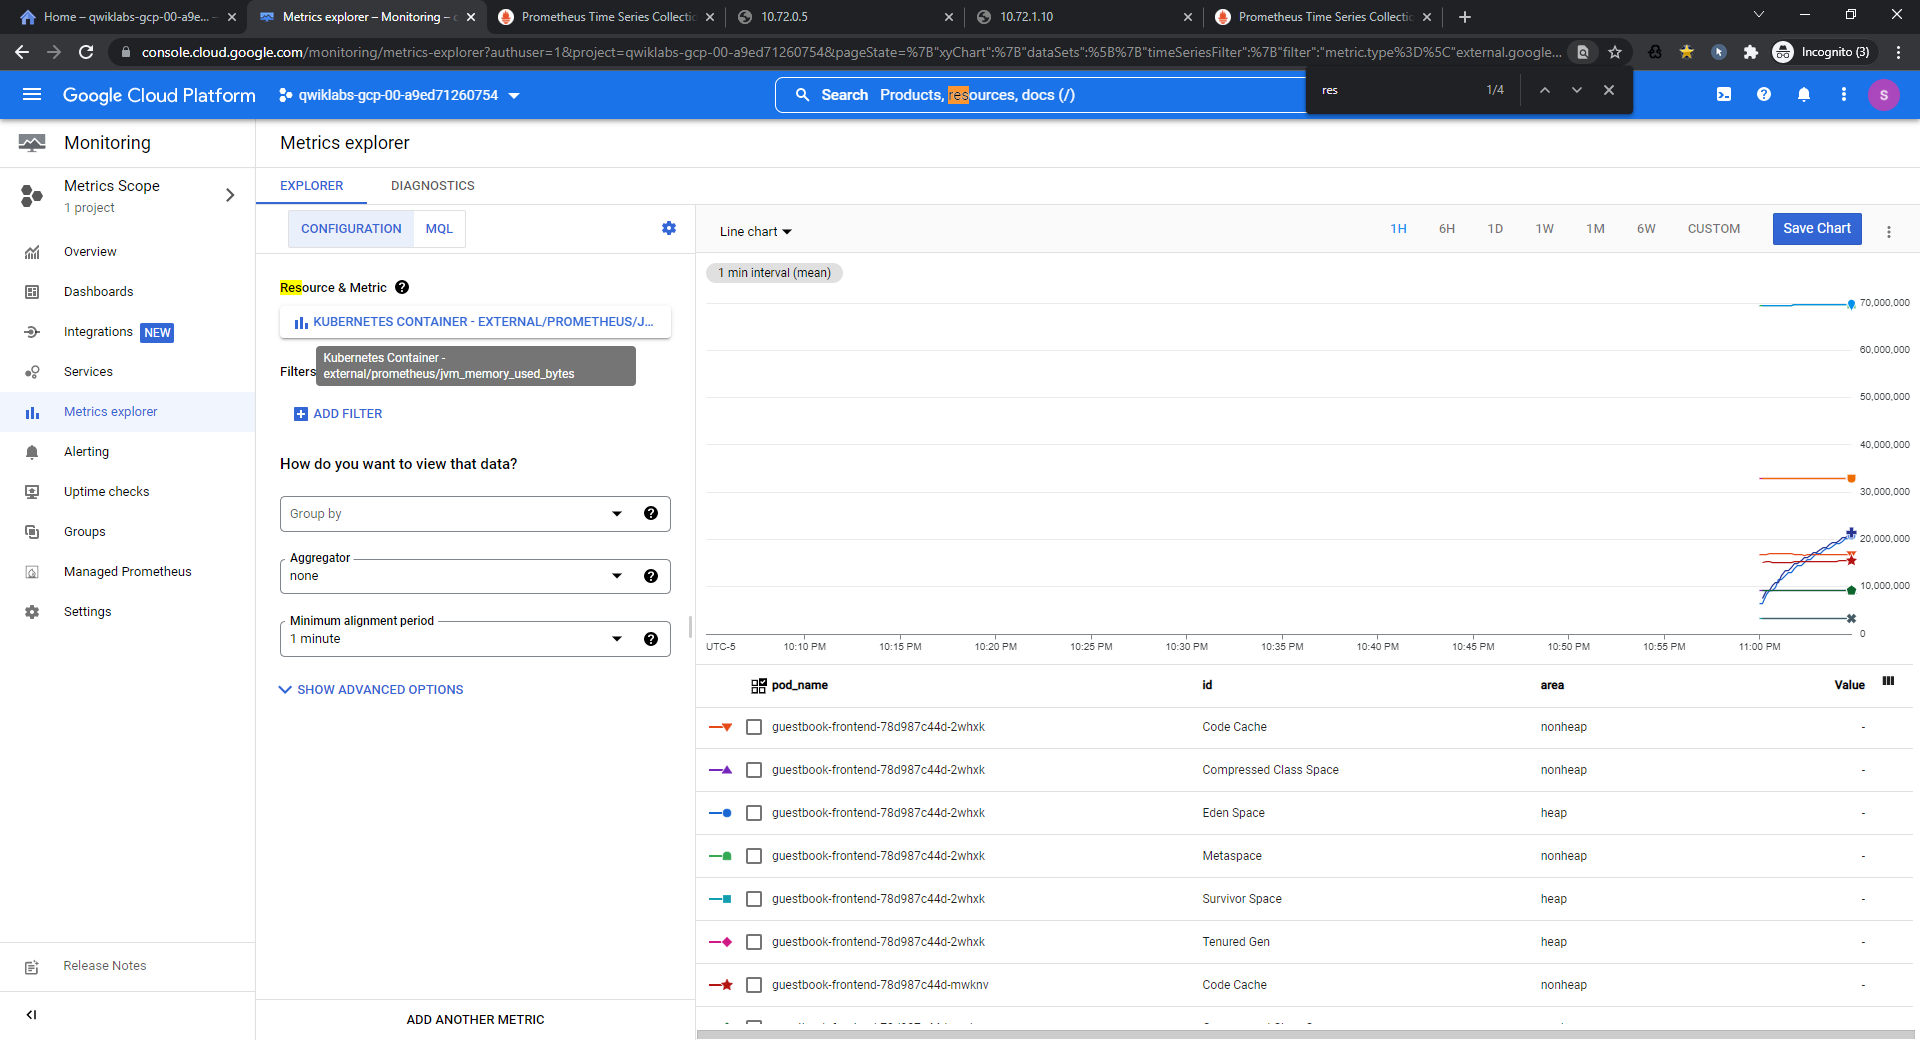 Home – qwiklabs-gcp-00-a9e...
Metrics explorer – Monitoring – c
Prometheus Time Series Collectic
10.72.0.5
10.72.1.10
Prometheus Time Series Collectic
console.cloud.google.com/monitoring/metrics-explorer?authuser=1&project=qwiklabs-gcp-00-a9ed71260754&pageState=%7B"xyChart":%7B"dataSets":%5B%7B"timeSeriesFilter":%7B"filter":"metric.type%3D%5C"external.google...
Incognito (3)
Google Cloud Platform
qwiklabs-gcp-00-a9ed71260754
Search Products, resources, docs (/)
res
1/4
S
Monitoring
Metrics Scope
1 project
Overview
Dashboards
Integrations NEW
Services
Metrics explorer
Alerting
Uptime checks
Groups
Managed Prometheus
Settings
Release Notes
Metrics explorer
EXPLORER
DIAGNOSTICS
CONFIGURATION
MQL
Resource & Metric
KUBERNETES CONTAINER - EXTERNAL/PROMETHEUS/J...
Kubernetes Container -
external/prometheus/jvm_memory_used_bytes
Filters
ADD FILTER
How do you want to view that data?
Group by
Aggregator
none
Minimum alignment period
1 minute
SHOW ADVANCED OPTIONS
ADD ANOTHER METRIC
Line chart
1H 6H 1D 1W 1M 6W CUSTOM
Save Chart
1 min interval (mean)
70,000,000
60,000,000
50,000,000
40,000,000
30,000,000
20,000,000
10,000,000
0
UTC-5 10:10 PM 10:15 PM 10:20 PM 10:25 PM 10:30 PM 10:35 PM 10:40 PM 10:45 PM 10:50 PM 10:55 PM 11:00 PM
pod_name id area Value
guestbook-frontend-78d987c44d-2whxk Code Cache nonheap -
guestbook-frontend-78d987c44d-2whxk Compressed Class Space nonheap -
guestbook-frontend-78d987c44d-2whxk Eden Space heap -
guestbook-frontend-78d987c44d-2whxk Metaspace nonheap -
guestbook-frontend-78d987c44d-2whxk Survivor Space heap -
guestbook-frontend-78d987c44d-2whxk Tenured Gen heap -
guestbook-frontend-78d987c44d-mwknv Code Cache nonheap -